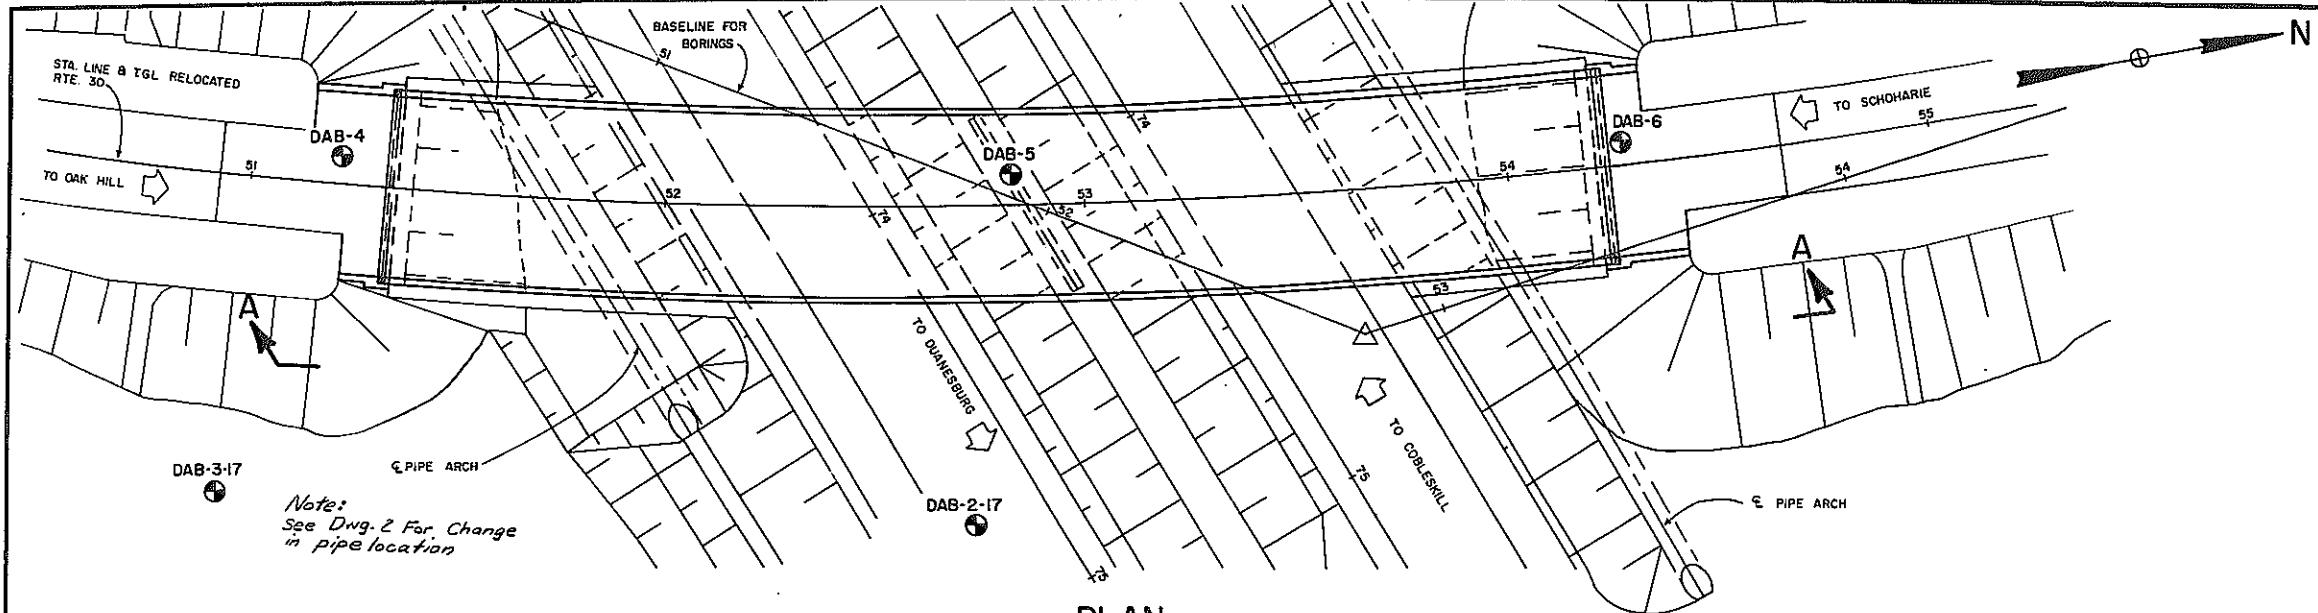 BASELINE FOR
BORINGS
51
N
STA. LINE & TGL RELOCATED
RTE. 30
TO SCHOHARIE
DAB-4
74
DAB-6
55
DAB-5
51
TO OAK HILL
54
54
52
53
52
74
A
A
53
TO DUANESBURG
TO COBLESKILL
DAB-3-17
℄ PIPE ARCH
75
Note:
See Dwg. 2 For Change
in pipe location
DAB-2-17
℄ PIPE ARCH
75
PLAN